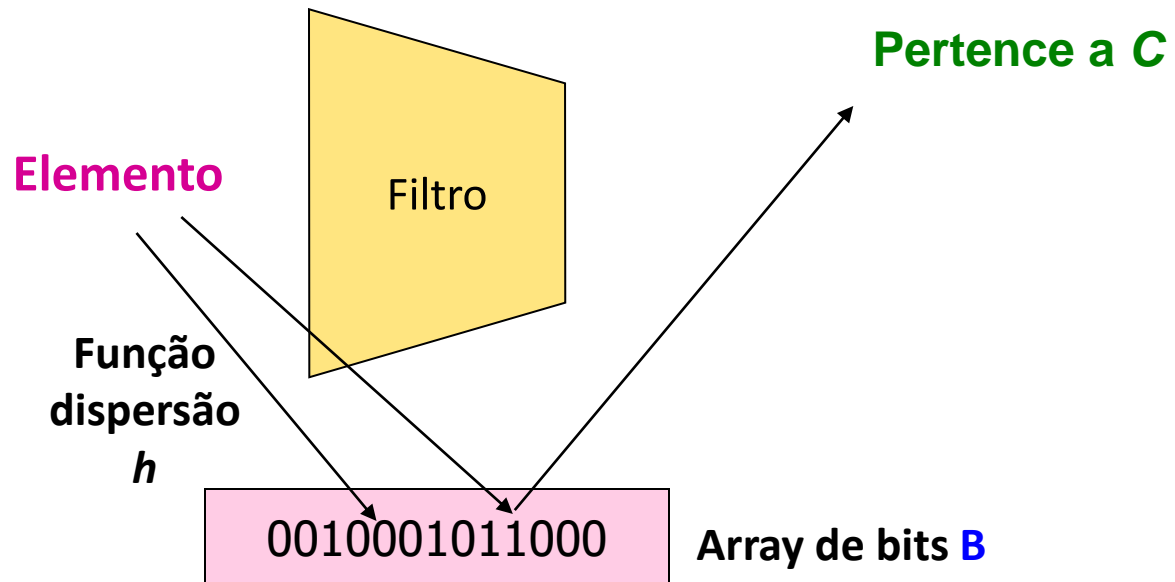 Pertence a C
Elemento
Filtro
Função
dispersão
h
0010001011000
Array de bits B